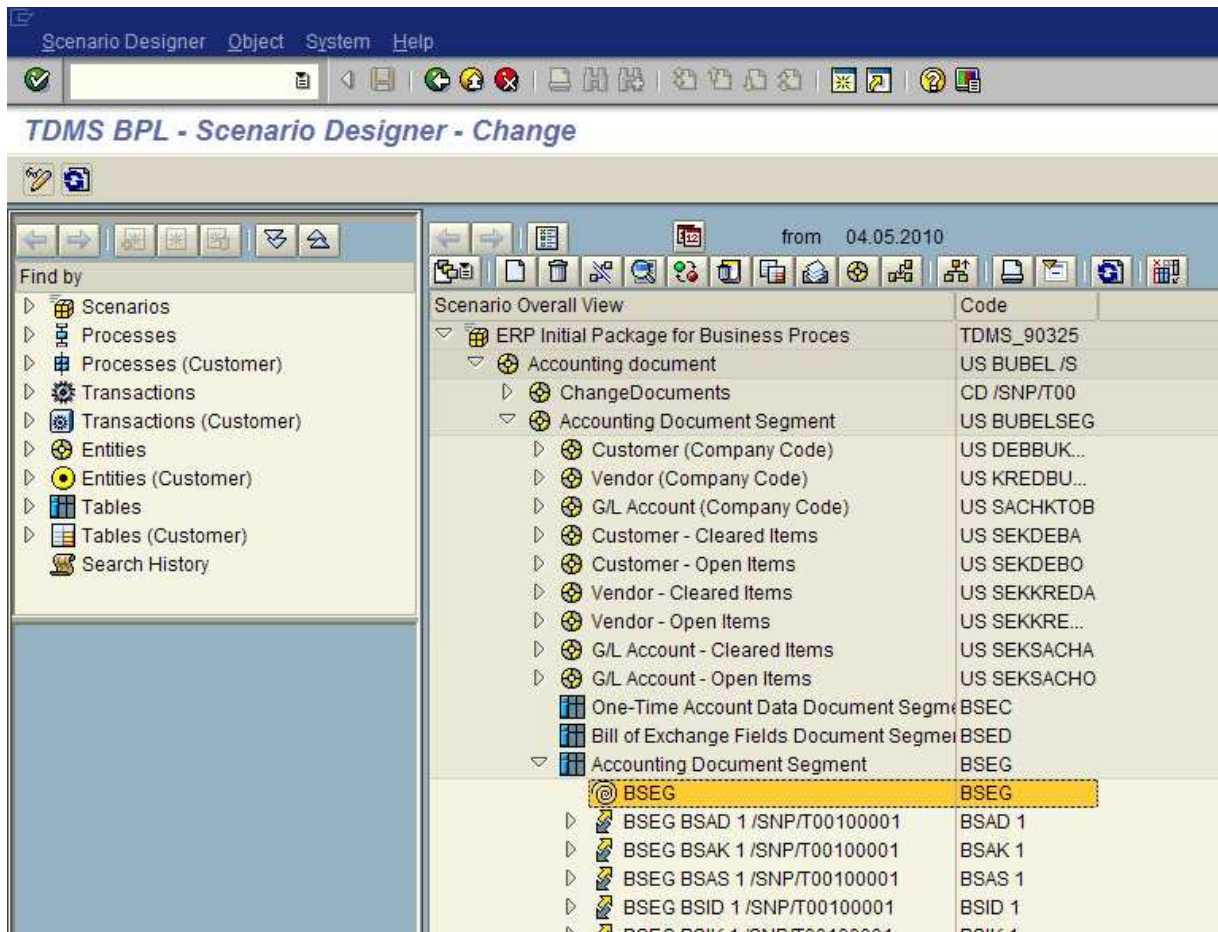 Scenario Designer Object System Help
TDMS BPL - Scenario Designer - Change
Find by
Scenarios
Processes
Processes (Customer)
Transactions
Transactions (Customer)
Entities
Entities (Customer)
Tables
Tables (Customer)
Search History
12 from 04.05.2010
Scenario Overall View Code
ERP Initial Package for Business Proces TDMS_90325
Accounting document US BUBEL /S
ChangeDocuments CD /SNP/T00
Accounting Document Segment US BUBELSEG
Customer (Company Code) US DEBBUK...
Vendor (Company Code) US KREDBU...
G/L Account (Company Code) US SACHKTOB
Customer - Cleared Items US SEKDEBA
Customer - Open Items US SEKDEBO
Vendor - Cleared Items US SEKKREDA
Vendor - Open Items US SEKKRE...
G/L Account - Cleared Items US SEKSACHA
G/L Account - Open Items US SEKSACHO
One-Time Account Data Document Segme BSEC
Bill of Exchange Fields Document Segme BSED
Accounting Document Segment BSEG
BSEG BSEG
BSEG BSAD 1 /SNP/T00100001 BSAD 1
BSEG BSAK 1 /SNP/T00100001 BSAK 1
BSEG BSAS 1 /SNP/T00100001 BSAS 1
BSEG BSID 1 /SNP/T00100001 BSID 1